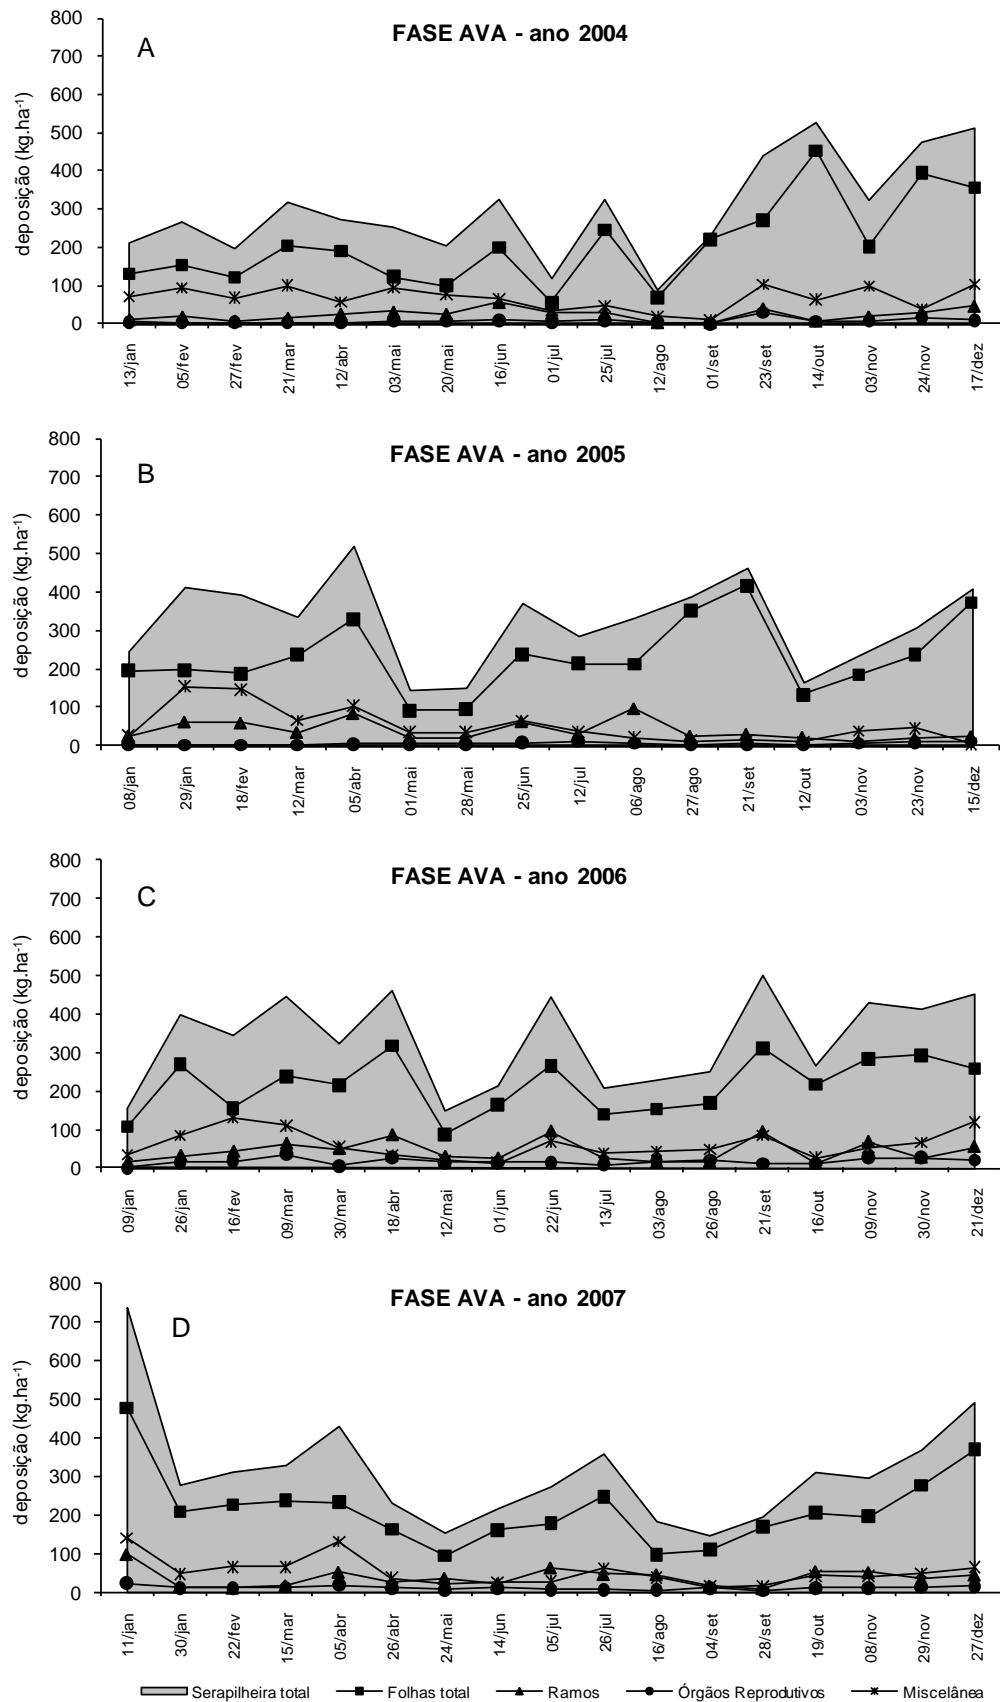 A
FASE AVA - ano 2004
deposição (kg.ha-1)
800
700
600
500
400
300
200
100
0
13/jan 05/fev 27/fev 21/mar 12/abr 03/mai 20/mai 16/jun 01/jul 25/jul 12/ago 01/set 23/set 14/out 03/nov 24/nov 17/dez
B
FASE AVA - ano 2005
deposição (kg.ha-1)
800
700
600
500
400
300
200
100
0
08/jan 29/jan 18/fev 12/mar 05/abr 01/mai 28/mai 25/jun 12/jul 06/ago 27/ago 21/set 12/out 03/nov 23/nov 15/dez
C
FASE AVA - ano 2006
deposição (kg.ha-1)
800
700
600
500
400
300
200
100
0
09/jan 26/jan 16/fev 09/mar 30/mar 18/abr 12/mai 01/jun 22/jun 13/jul 03/ago 26/ago 21/set 16/out 09/nov 30/nov 21/dez
D
FASE AVA - ano 2007
deposição (kg.ha-1)
800
700
600
500
400
300
200
100
0
11/jan 30/jan 22/fev 15/mar 05/abr 26/abr 24/mai 14/jun 05/jul 26/jul 16/ago 04/set 28/set 19/out 08/nov 29/nov 27/dez
Serapilheira total Folhas total Ramos Órgãos Reprodutivos Miscelânea